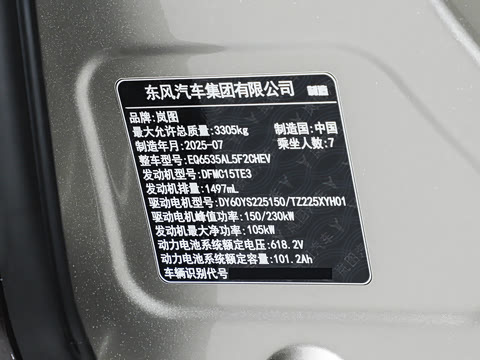 东风汽车集团有限公司 制造
品牌:岚图
最大允许总质量:3305kg 制造国:中国
制造年月:2025-07 乘坐人数:7
整车型号:EQ6535AL5F2CHEV
发动机型号:DFMC15TE3
发动机排量:1497mL
驱动电机型号:DY60YS225150/TZ225XYH01
驱动电机峰值功率:150/230kW
发动机最大净功率:105kW
动力电池系统额定电压:618.2V
动力电池系统额定容量:101.2Ah
车辆识别代号